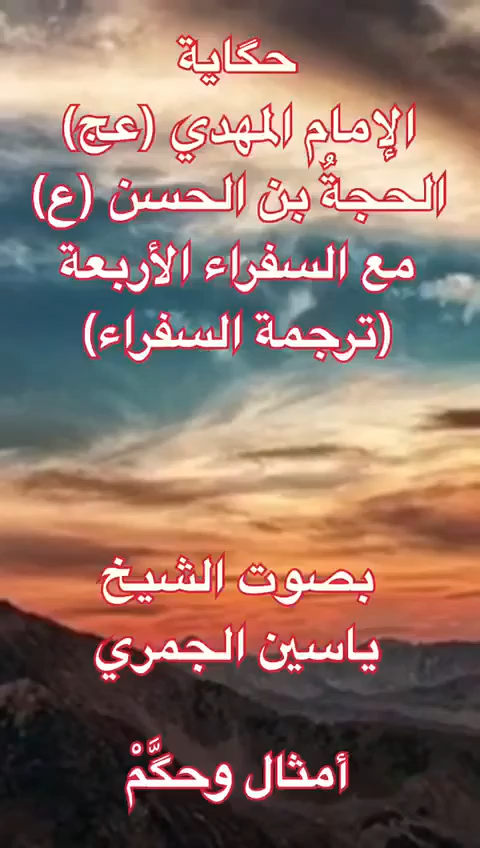 حكاية
الإمام المهدي (عج)
الحجةُ بن الحسن (ع)
مع السفراء الأربعة
(ترجمة السفراء)
بصوت الشيخ
ياسين الجمري
أمثال وحكَّمْ